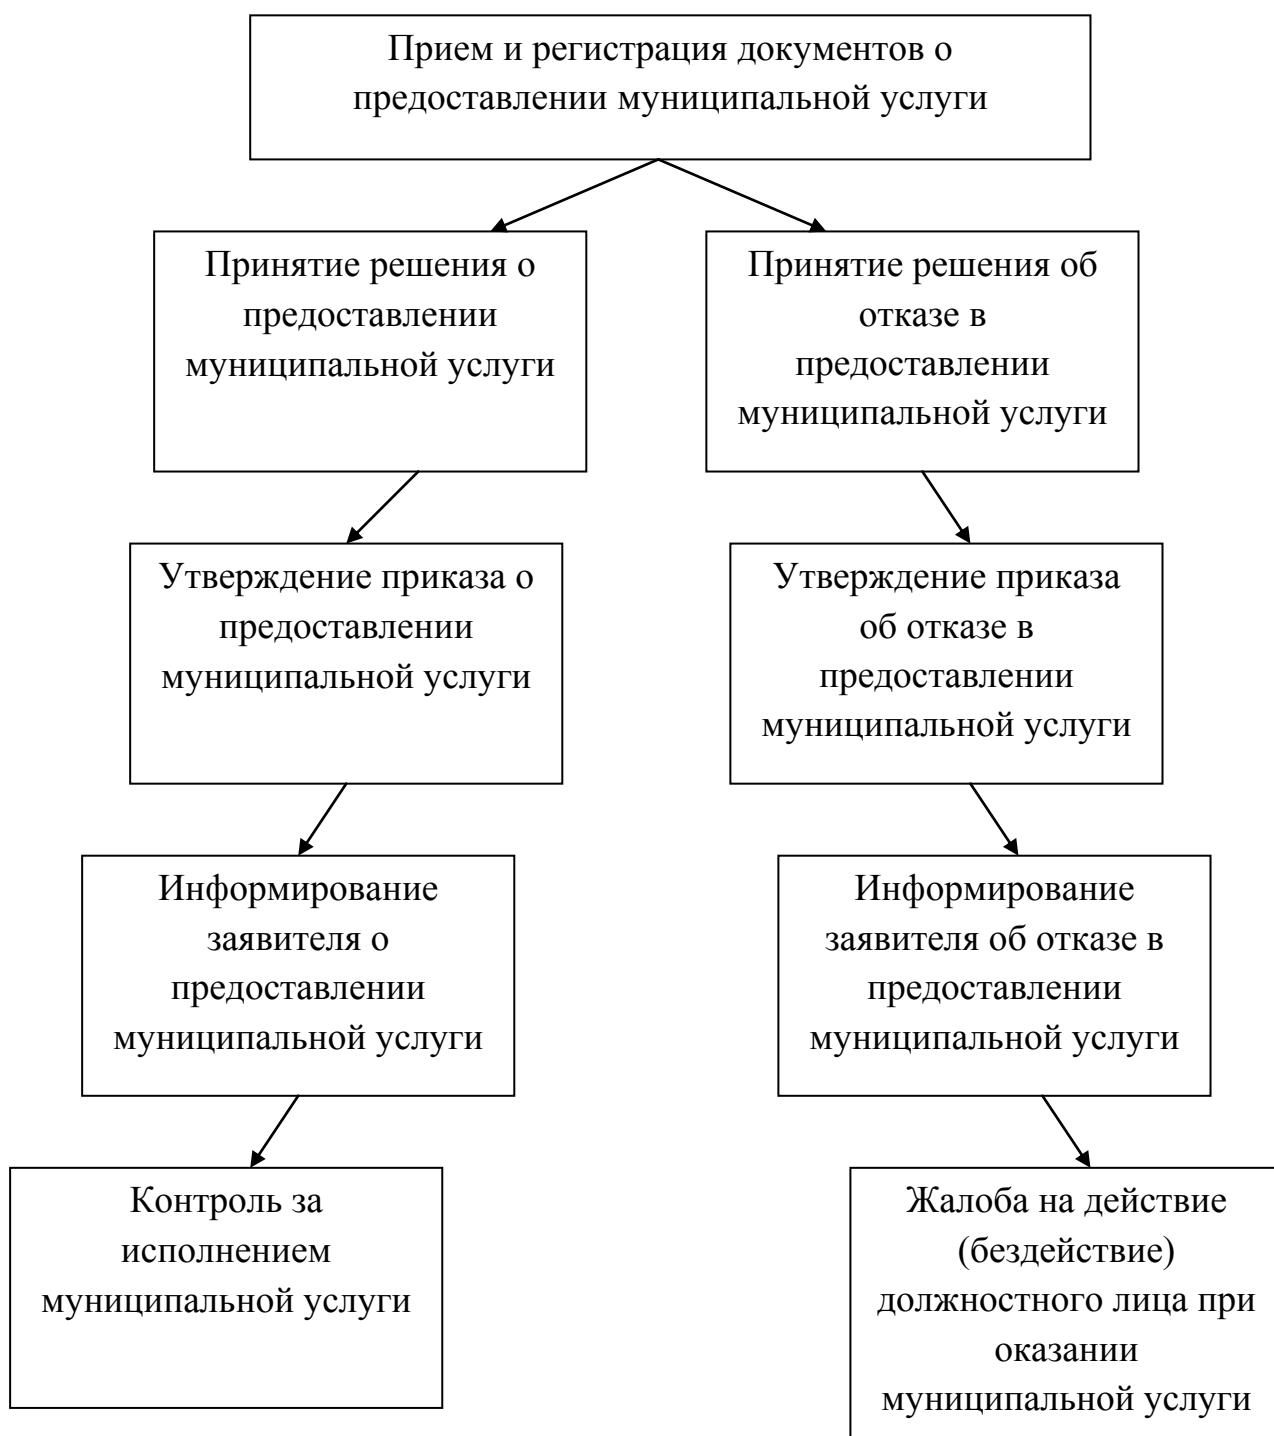 Прием и регистрация документов о
предоставлении муниципальной услуги
Принятие решения о
предоставлении
муниципальной услуги
Принятие решения об
отказе в
предоставлении
муниципальной услуги
Утверждение приказа о
предоставлении
муниципальной услуги
Утверждение приказа
об отказе в
предоставлении
муниципальной услуги
Информирование
заявителя о
предоставлении
муниципальной услуги
Информирование
заявителя об отказе в
предоставлении
муниципальной услуги
Контроль за
исполнением
муниципальной услуги
Жалоба на действие
(бездействие)
должностного лица при
оказании
муниципальной услуги